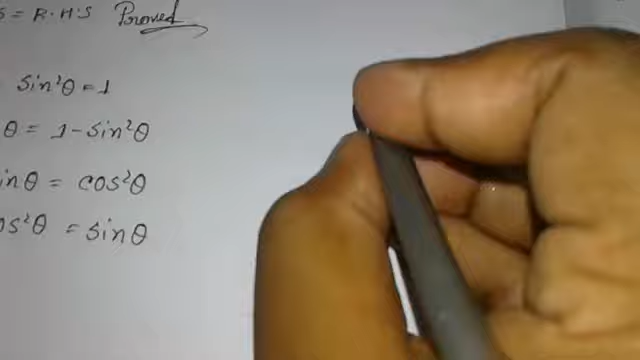 = R.H.S Proved
sin²θ = 1
θ = 1 - sin²θ
inθ = cos²θ
os²θ = sinθ